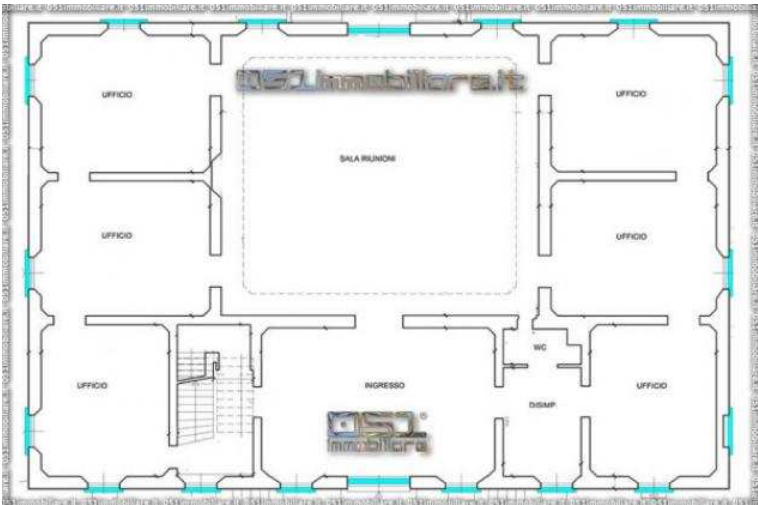 051immobiliare.it
UFFICIO
UFFICIO
SALA RIUNIONI
UFFICIO
UFFICIO
WC
UFFICIO
INGRESSO
UFFICIO
DISIMP.
051
Immobiliare